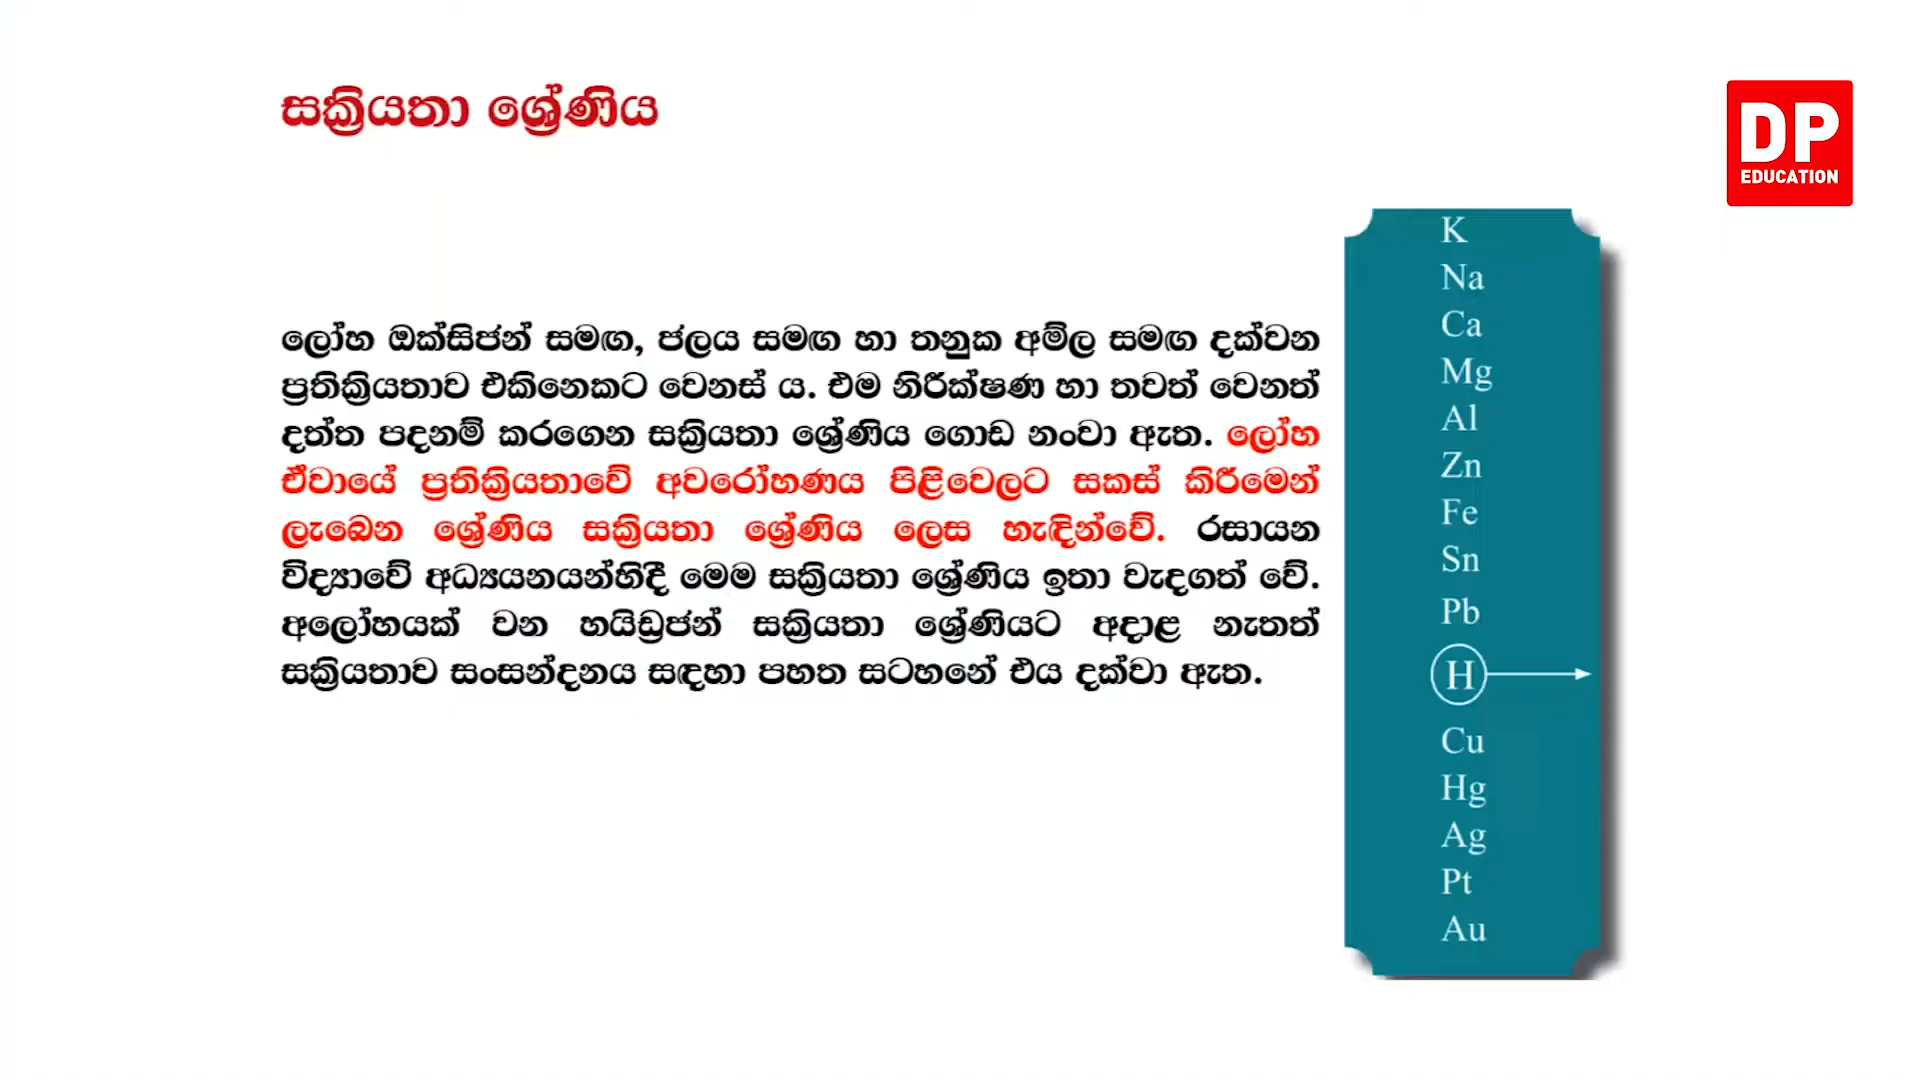 සක්‍රියතා ශ්‍රේණිය
DP
EDUCATION
ලෝහ ඔක්සිජන් සමඟ, ජලය සමඟ හා තනුක අම්ල සමඟ දක්වන
ප්‍රතික්‍රියතාව එකිනෙකට වෙනස් ය. එම නිරීක්ෂණ හා තවත් වෙනත්
දත්ත පදනම් කරගෙන සක්‍රියතා ශ්‍රේණිය ගොඩ නංවා ඇත. ලෝහ
ඒවායේ ප්‍රතික්‍රියතාවේ අවරෝහණය පිළිවෙලට සකස් කිරීමෙන්
ලැබෙන ශ්‍රේණිය සක්‍රියතා ශ්‍රේණිය ලෙස හැඳින්වේ. රසායන
විද්‍යාවේ අධ්‍යයනයන්හිදී මෙම සක්‍රියතා ශ්‍රේණිය ඉතා වැදගත් වේ.
අලෝහයක් වන හයිඩ්‍රජන් සක්‍රියතා ශ්‍රේණියට අදාළ නැතත්
සක්‍රියතාව සංසන්දනය සඳහා පහත සටහනේ එය දක්වා ඇත.
K
Na
Ca
Mg
Al
Zn
Fe
Sn
Pb
H
Cu
Hg
Ag
Pt
Au